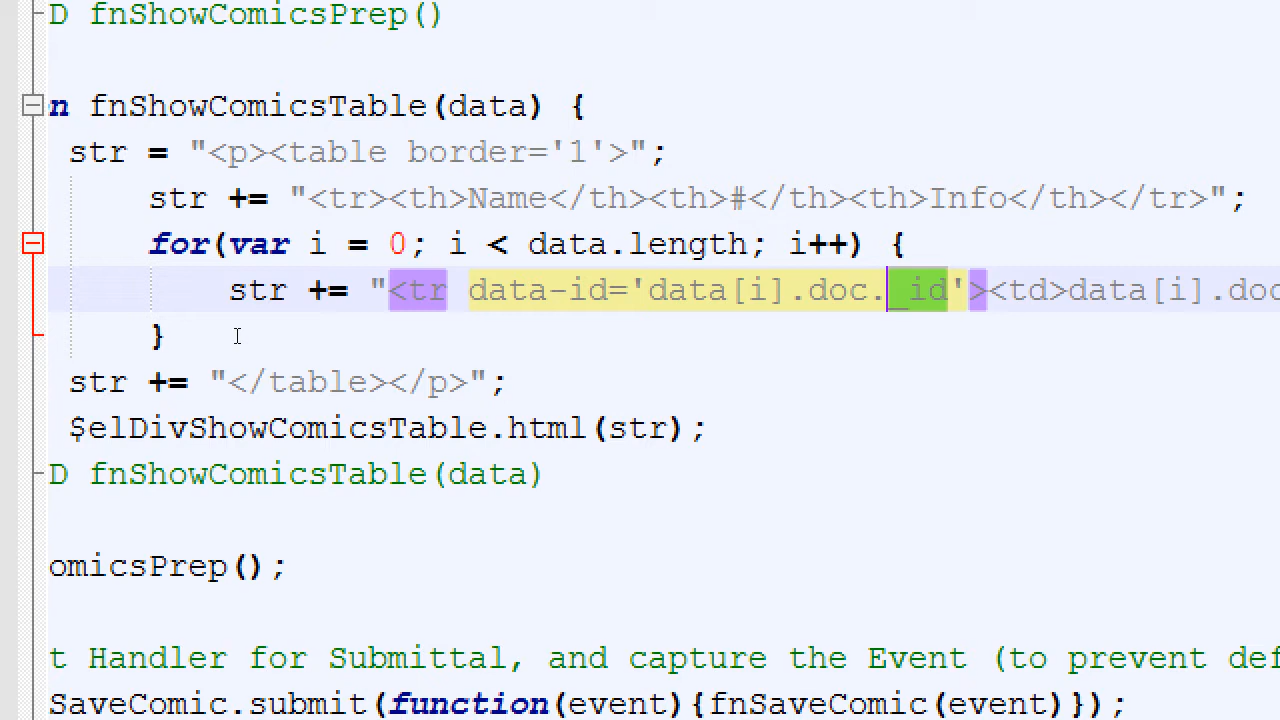 D fnShowComicsPrep()
n fnShowComicsTable(data) {
str = "<p><table border='1'>";
str += "<tr><th>Name</th><th>#</th><th>Info</th></tr>";
for(var i = 0; i < data.length; i++) {
str += "<tr data-id='data[i].doc._id'><td>data[i].doc
}
str += "</table></p>";
$elDivShowComicsTable.html(str);
D fnShowComicsTable(data)
omicsPrep();
t Handler for Submittal, and capture the Event (to prevent def
SaveComic.submit(function(event){fnSaveComic(event)});